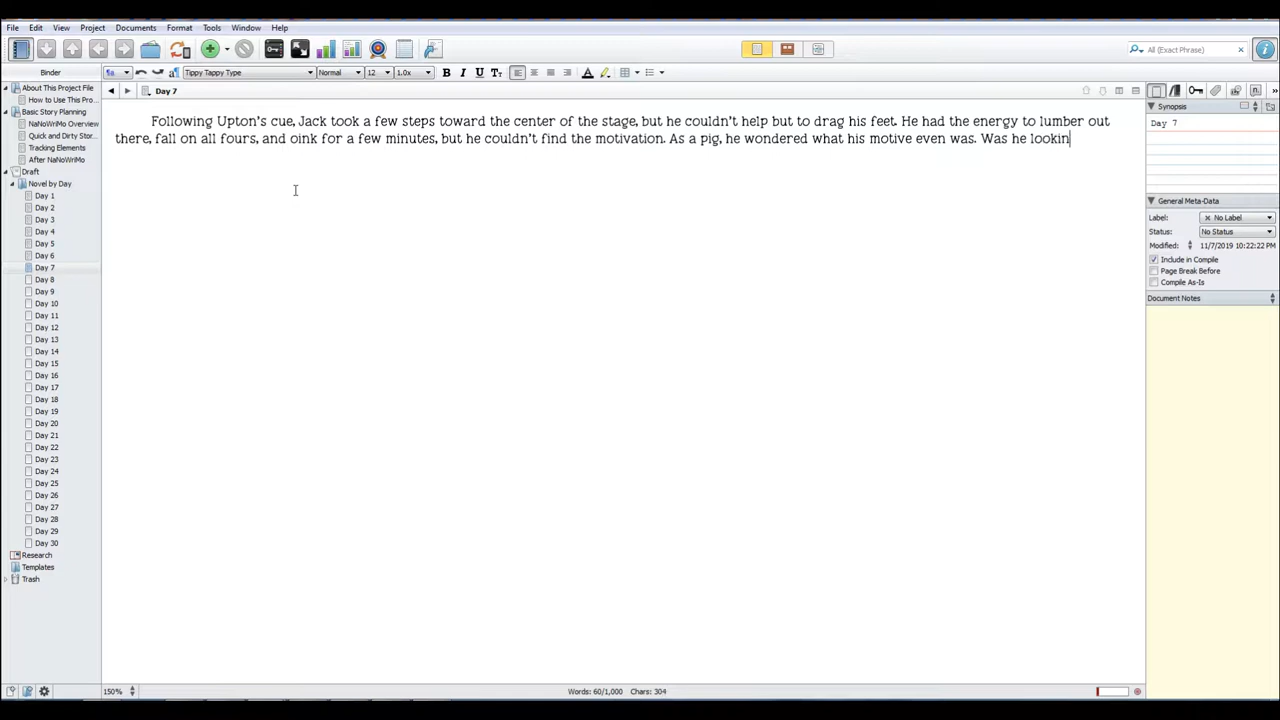 File Edit View Project Documents Format Tools Window Help
All (Exact Phrase)
Binder
Tippy Tappy Type Normal 12 1.0x B I U A
About This Project File
How to Use This Pro...
Basic Story Planning
NaNoWriMo Overview
Quick and Dirty Stor...
Tracking Elements
After NaNoWriMo
Draft
Novel by Day
Day 1
Day 2
Day 3
Day 4
Day 5
Day 6
Day 7
Day 8
Day 9
Day 10
Day 11
Day 12
Day 13
Day 14
Day 15
Day 16
Day 17
Day 18
Day 19
Day 20
Day 21
Day 22
Day 23
Day 24
Day 25
Day 26
Day 27
Day 28
Day 29
Day 30
Research
Templates
Trash
Day 7
Following Upton's cue, Jack took a few steps toward the center of the stage, but he couldn't help but to drag his feet. He had the energy to lumber out
there, fall on all fours, and oink for a few minutes, but he couldn't find the motivation. As a pig, he wondered what his motive even was. Was he lookin
Synopsis
Day 7
General Meta-Data
Label: No Label
Status: No Status
Modified: 11/7/2019 10:22:22 PM
Include in Compile
Page Break Before
Compile As-Is
Document Notes
150% Words: 60/1,000 Chars: 304